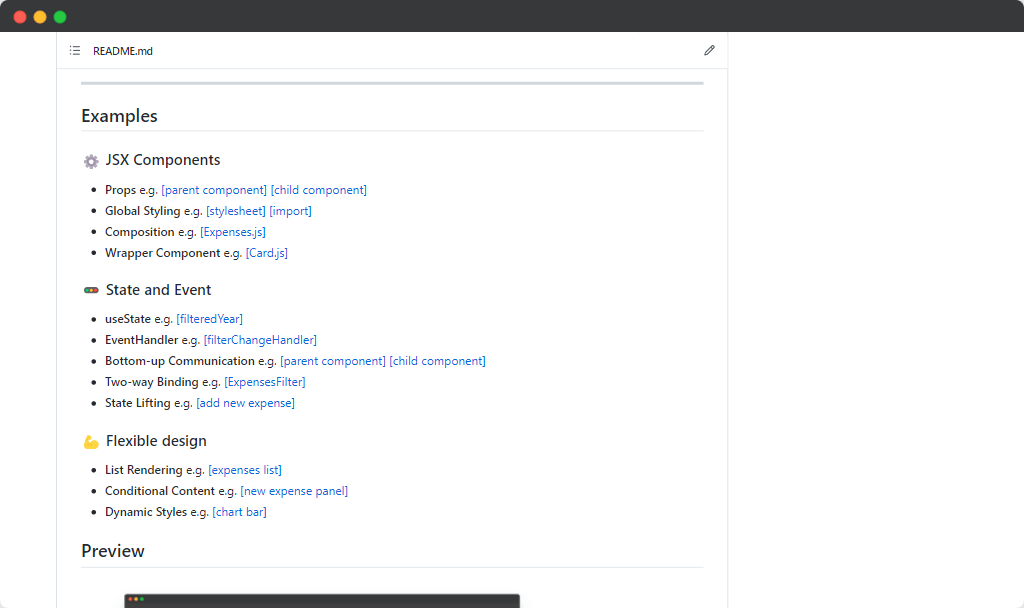 README.md
Examples
JSX Components
Props e.g. [parent component] [child component]
Global Styling e.g. [stylesheet] [import]
Composition e.g. [Expenses.js]
Wrapper Component e.g. [Card.js]
State and Event
useState e.g. [filteredYear]
EventHandler e.g. [filterChangeHandler]
Bottom-up Communication e.g. [parent component] [child component]
Two-way Binding e.g. [ExpensesFilter]
State Lifting e.g. [add new expense]
Flexible design
List Rendering e.g. [expenses list]
Conditional Content e.g. [new expense panel]
Dynamic Styles e.g. [chart bar]
Preview